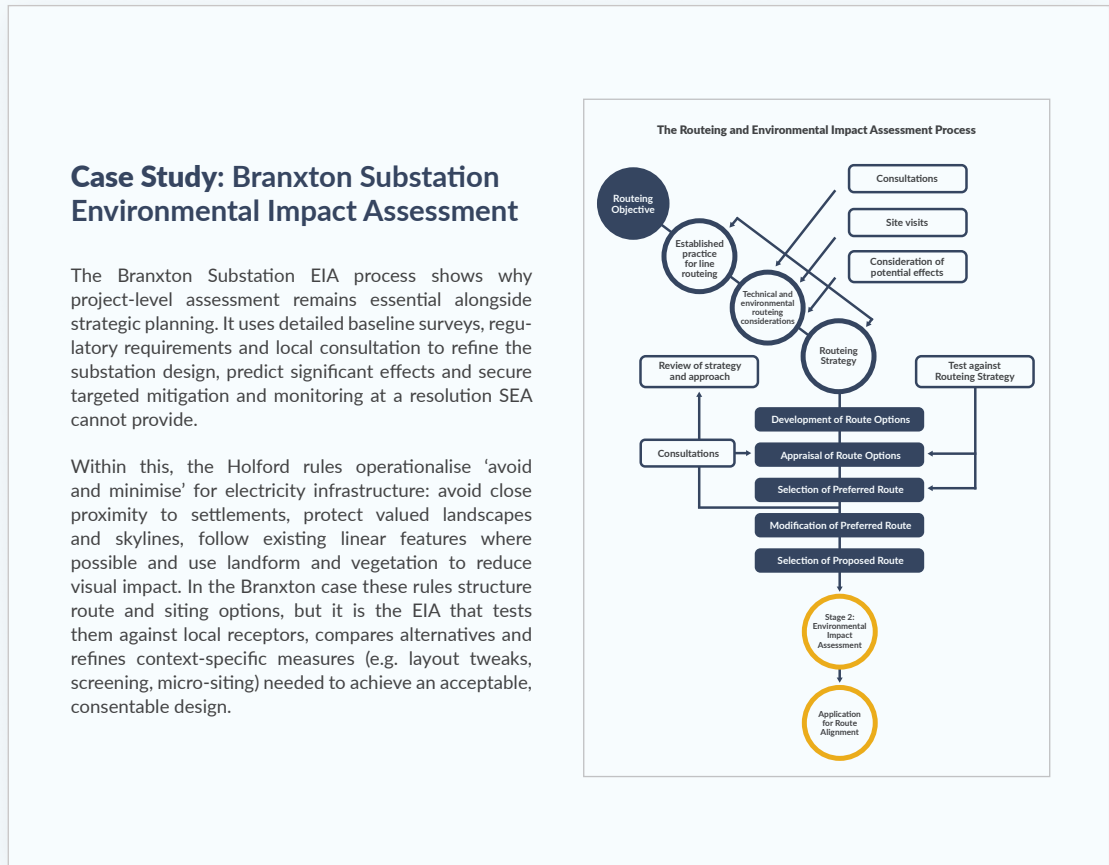 Case Study: Branxton Substation
Environmental Impact Assessment
The Branxton Substation EIA process shows why
project-level assessment remains essential alongside
strategic planning. It uses detailed baseline surveys, regu-
latory requirements and local consultation to refine the
substation design, predict significant effects and secure
targeted mitigation and monitoring at a resolution SEA
cannot provide.
Within this, the Holford rules operationalise ‘avoid
and minimise’ for electricity infrastructure: avoid close
proximity to settlements, protect valued landscapes
and skylines, follow existing linear features where
possible and use landform and vegetation to reduce
visual impact. In the Branxton case these rules structure
route and siting options, but it is the EIA that tests
them against local receptors, compares alternatives and
refines context-specific measures (e.g. layout tweaks,
screening, micro-siting) needed to achieve an acceptable,
consentable design.
The Routeing and Environmental Impact Assessment Process
Routeing
Objective
Established
practice
for line
routeing
Technical and
environmental
routeing
considerations
Routeing
Strategy
Consultations
Site visits
Consideration of
potential effects
Review of strategy
and approach
Test against
Routeing Strategy
Consultations
Development of Route Options
Appraisal of Route Options
Selection of Preferred Route
Modification of Preferred Route
Selection of Proposed Route
Stage 2:
Environmental
Impact
Assessment
Application
for Route
Alignment